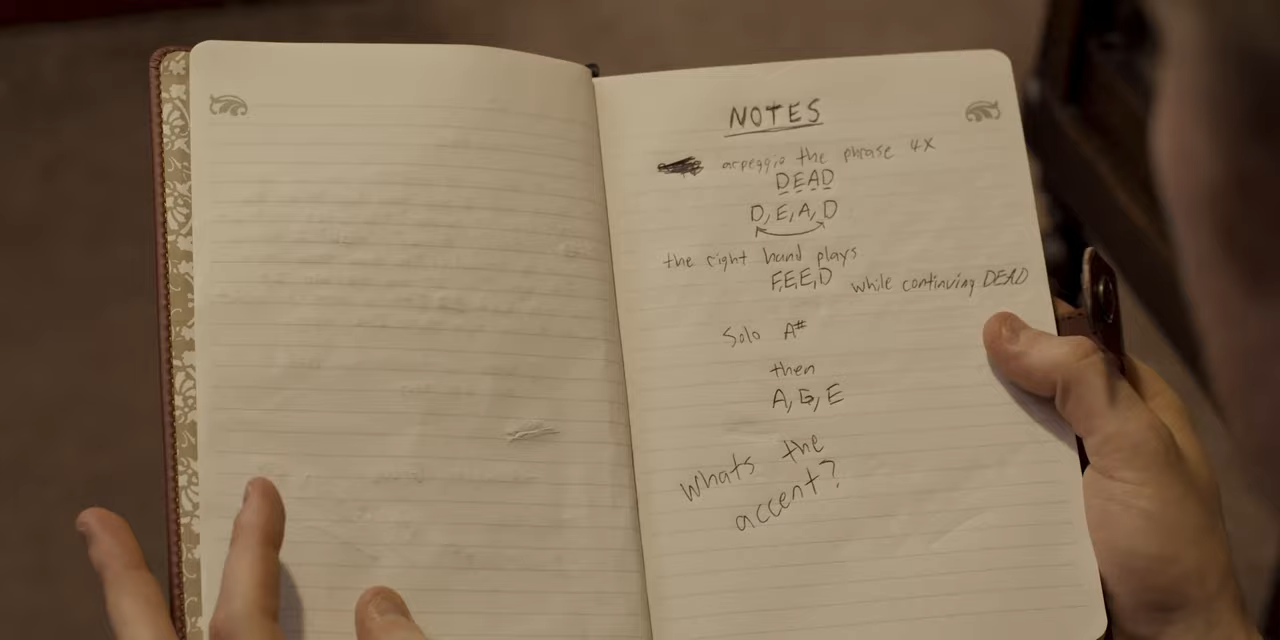 NOTES
arpeggio the phrase 4X
DEAD
D, E, A, D
the right hand plays
F,E,E,D while continuing DEAD
Solo A#
then
A, G, E
whats the
accent?